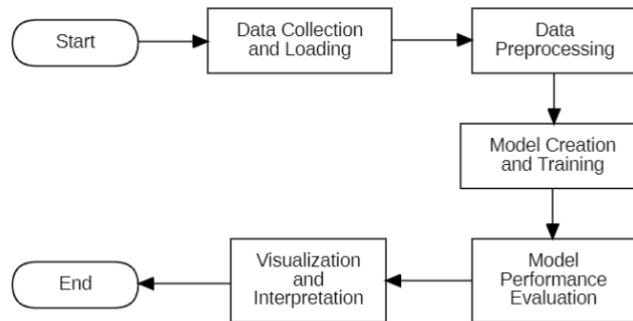 Start
Data Collection
and Loading
Data
Preprocessing
Model Creation
and Training
Model
Performance
Evaluation
Visualization
and
Interpretation
End